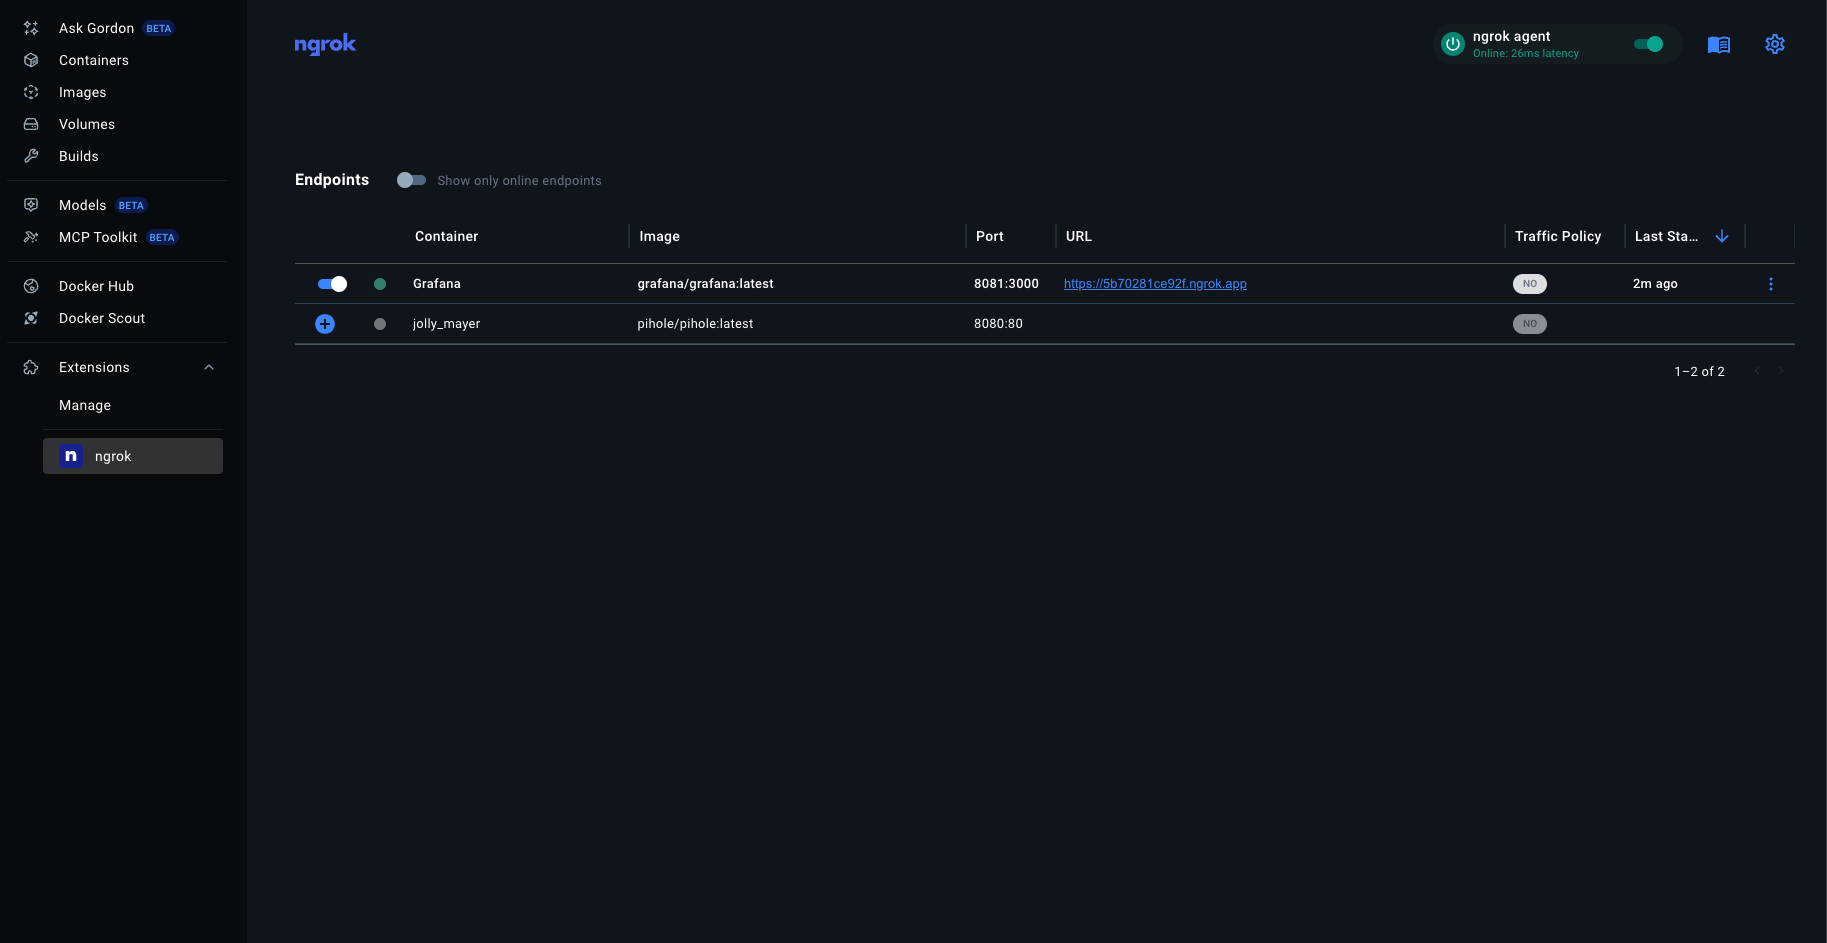 Ask Gordon BETA
Containers
Images
Volumes
Builds
Models BETA
MCP Toolkit BETA
Docker Hub
Docker Scout
Extensions
Manage
n ngrok
ngrok
ngrok agent
Online: 26ms latency
Endpoints Show only online endpoints
Container Image Port URL Traffic Policy Last Sta...
Grafana grafana/grafana:latest 8081:3000 https://5b70281ce92f.ngrok.app NO 2m ago
jolly_mayer pihole/pihole:latest 8080:80 NO
1–2 of 2